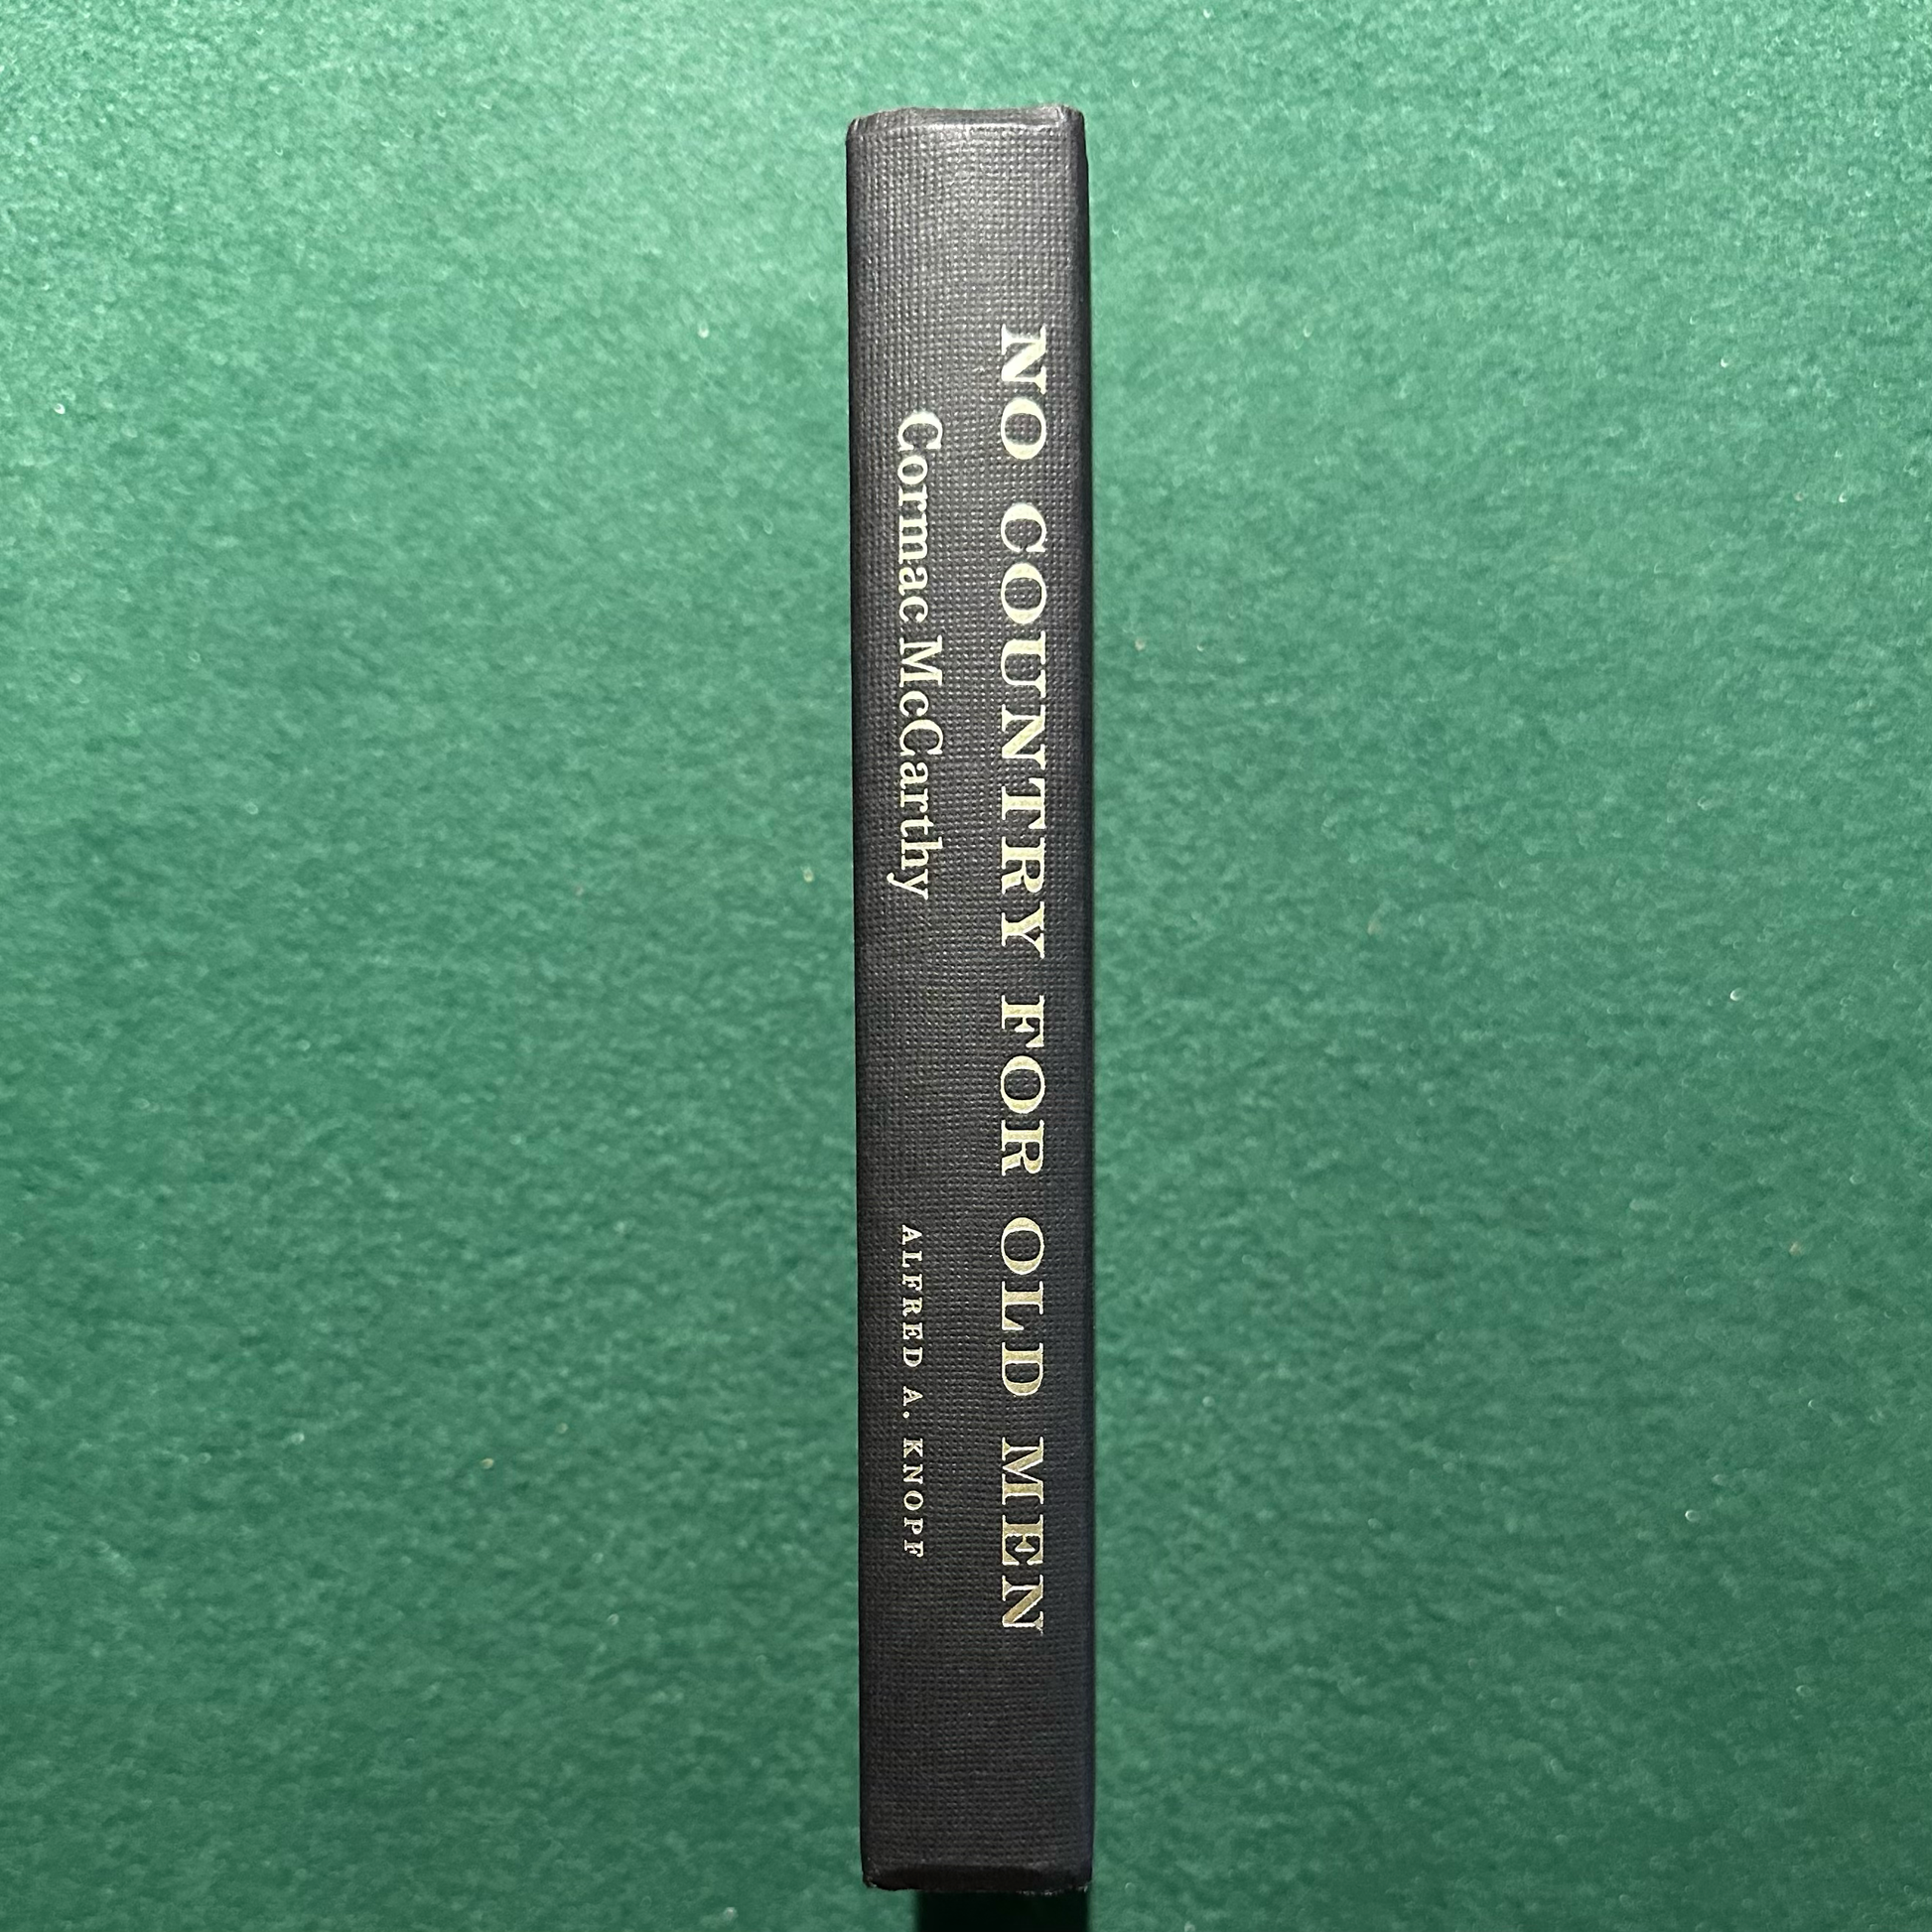 NO COUNTRY FOR OLD MEN
Cormac McCarthy
ALFRED A. KNOPF